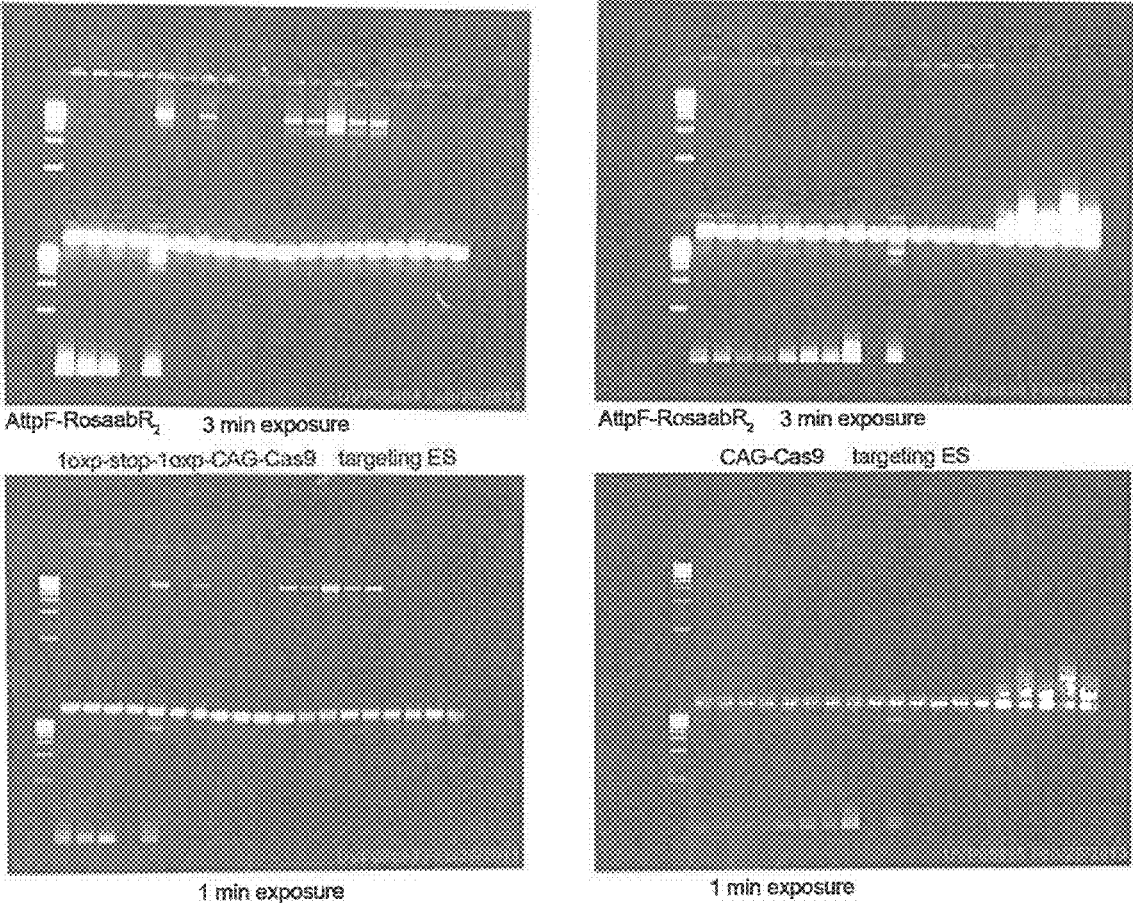 AttpF-RosaabR2 3 min exposure
AttpF-RosaabR2 3 min exposure
1oxp-stop-1oxp-CAG-Cas9 targeting ES
CAG-Cas9 targeting ES
1 min exposure
1 min exposure